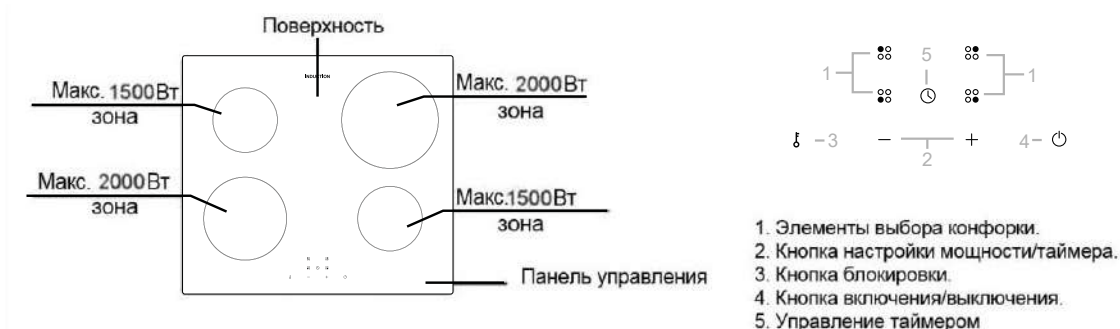 Поверхность
INDUCTION
Макс. 1500Вт
зона
Макс. 2000Вт
зона
Макс. 2000Вт
зона
Макс.1500Вт
зона
Панель управления
5
1
1
3
2
4
1. Элементы выбора конфорки.
2. Кнопка настройки мощности/таймера.
3. Кнопка блокировки.
4. Кнопка включения/выключения.
5. Управление таймером